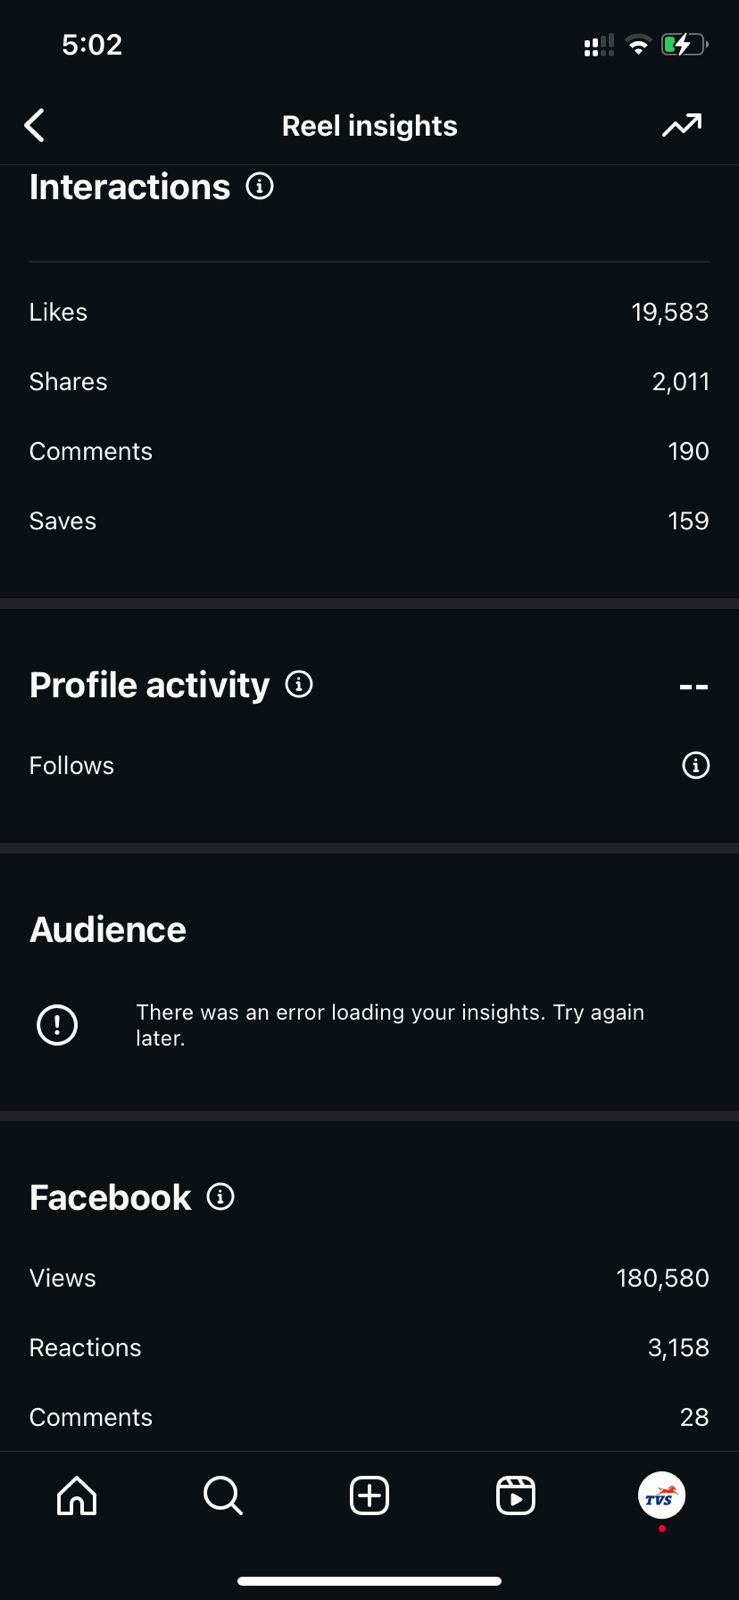 5:02
Reel insights
Interactions
Likes 19,583
Shares 2,011
Comments 190
Saves 159
Profile activity --
Follows
Audience
There was an error loading your insights. Try again
later.
Facebook
Views 180,580
Reactions 3,158
Comments 28
TVS